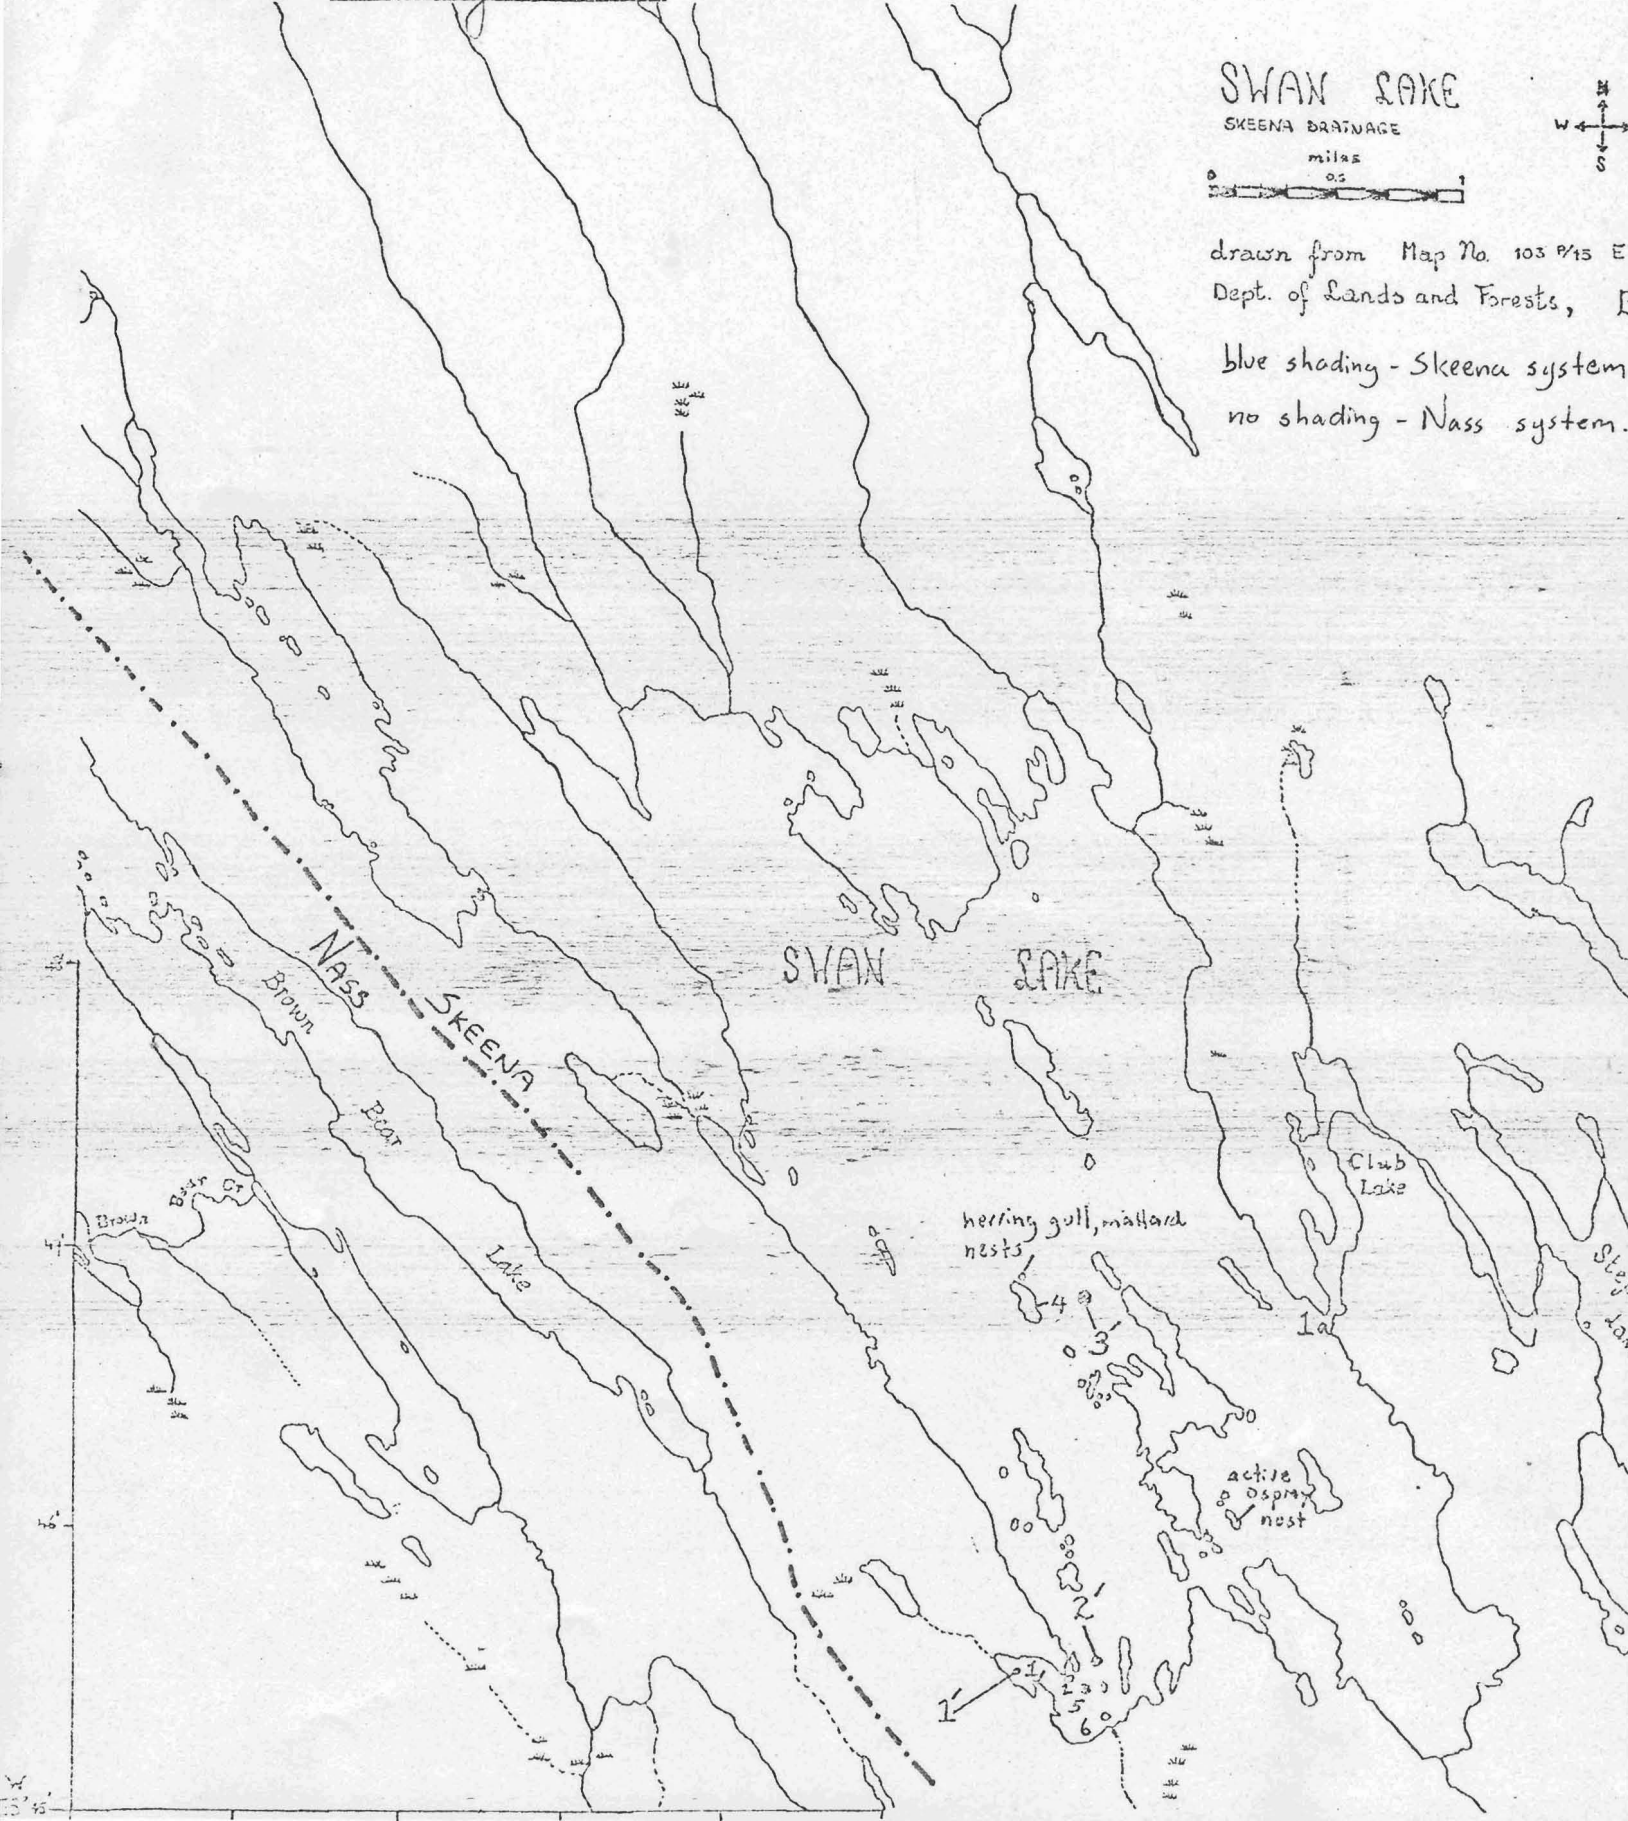 SWAN LAKE
SKEENA DRAINAGE
miles
0 0.5 1
N
W
S
drawn from Map No. 103 P/15 E
Dept. of Lands and Forests,
blue shading - Skeena system
no shading - Nass system.
NASS
SKEENA
SWAN LAKE
Brown
Bear
Lake
Brown Bear Cr
Club
Lake
herring gull, mallard
nests
4
3'
1a
active
osprey
nest
2'
1'
1
2
5
6
47'
46'
W